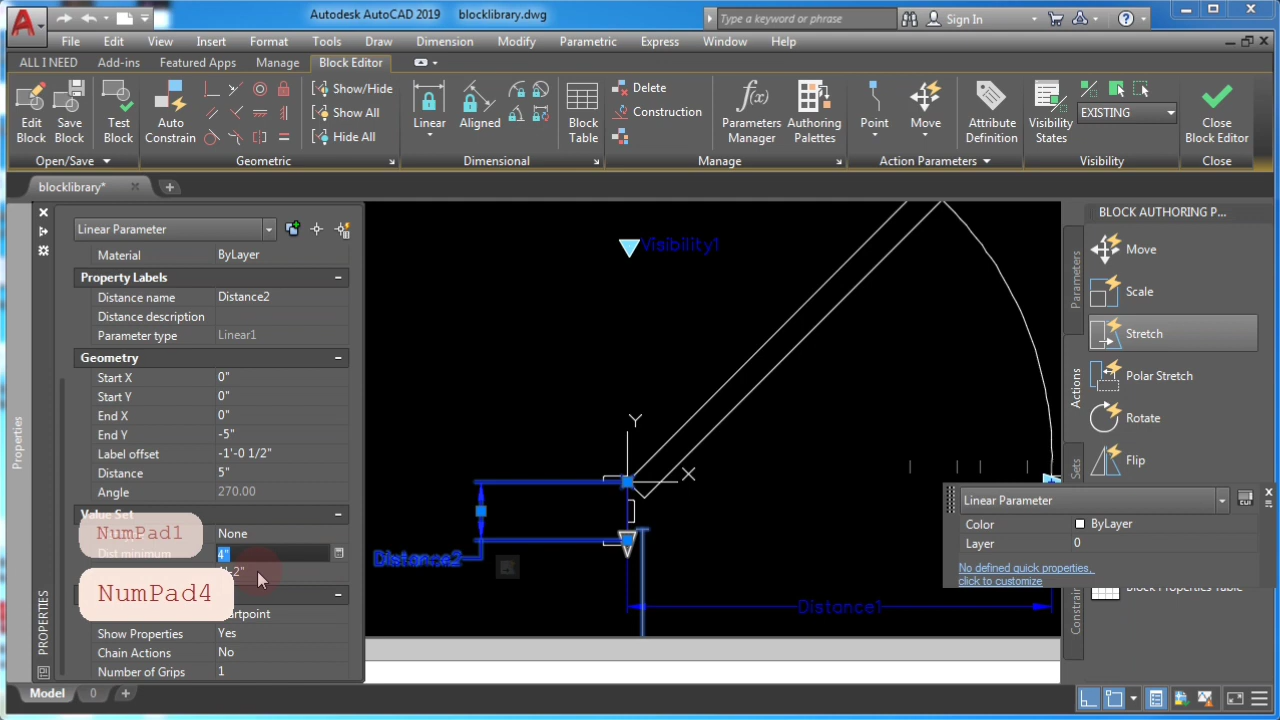 Autodesk AutoCAD 2019 blocklibrary.dwg
Type a keyword or phrase
Sign In
File Edit View Insert Format Tools Draw Dimension Modify Parametric Express Window Help
ALL I NEED Add-ins Featured Apps Manage Block Editor
Edit Block
Save Block
Test Block
Auto Constrain
Show/Hide
Show All
Hide All
Linear
Aligned
Block Table
Delete
Construction
Parameters Manager
Authoring Palettes
Point
Move
Attribute Definition
Visibility States
EXISTING
Close Block Editor
Open/Save Geometric Dimensional Manage Action Parameters Visibility Close
blocklibrary*
Linear Parameter
Material ByLayer
Property Labels
Distance name Distance2
Distance description
Parameter type Linear1
Geometry
Start X 0"
Start Y 0"
End X 0"
End Y -5"
Label offset -1'-0 1/2"
Distance 5"
Angle 270.00
Value Set
None
NumPad1
Dist minimum 4"
NumPad4
Show Properties Yes
Chain Actions No
Number of Grips 1
Properties
PROPERTIES
Visibility1
Y
X
Distance2
Distance1
BLOCK AUTHORING P...
Move
Scale
Stretch
Polar Stretch
Rotate
Flip
Parameters
Actions
Sets
Linear Parameter
Color ByLayer
Layer 0
No defined quick properties,
click to customize
Model 0